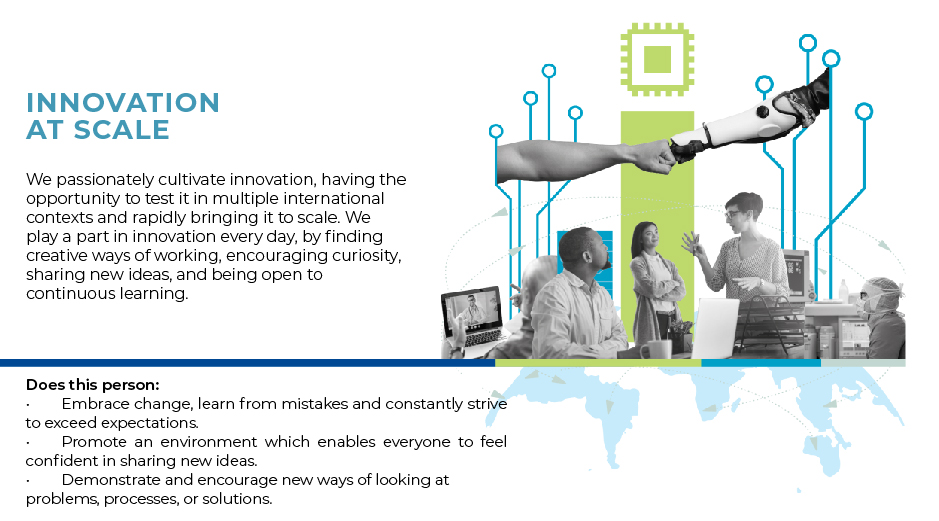 INNOVATION
AT SCALE
We passionately cultivate innovation, having the
opportunity to test it in multiple international
contexts and rapidly bringing it to scale. We
play a part in innovation every day, by finding
creative ways of working, encouraging curiosity,
sharing new ideas, and being open to
continuous learning.
Does this person:
· Embrace change, learn from mistakes and constantly strive
to exceed expectations.
· Promote an environment which enables everyone to feel
confident in sharing new ideas.
· Demonstrate and encourage new ways of looking at
problems, processes, or solutions.